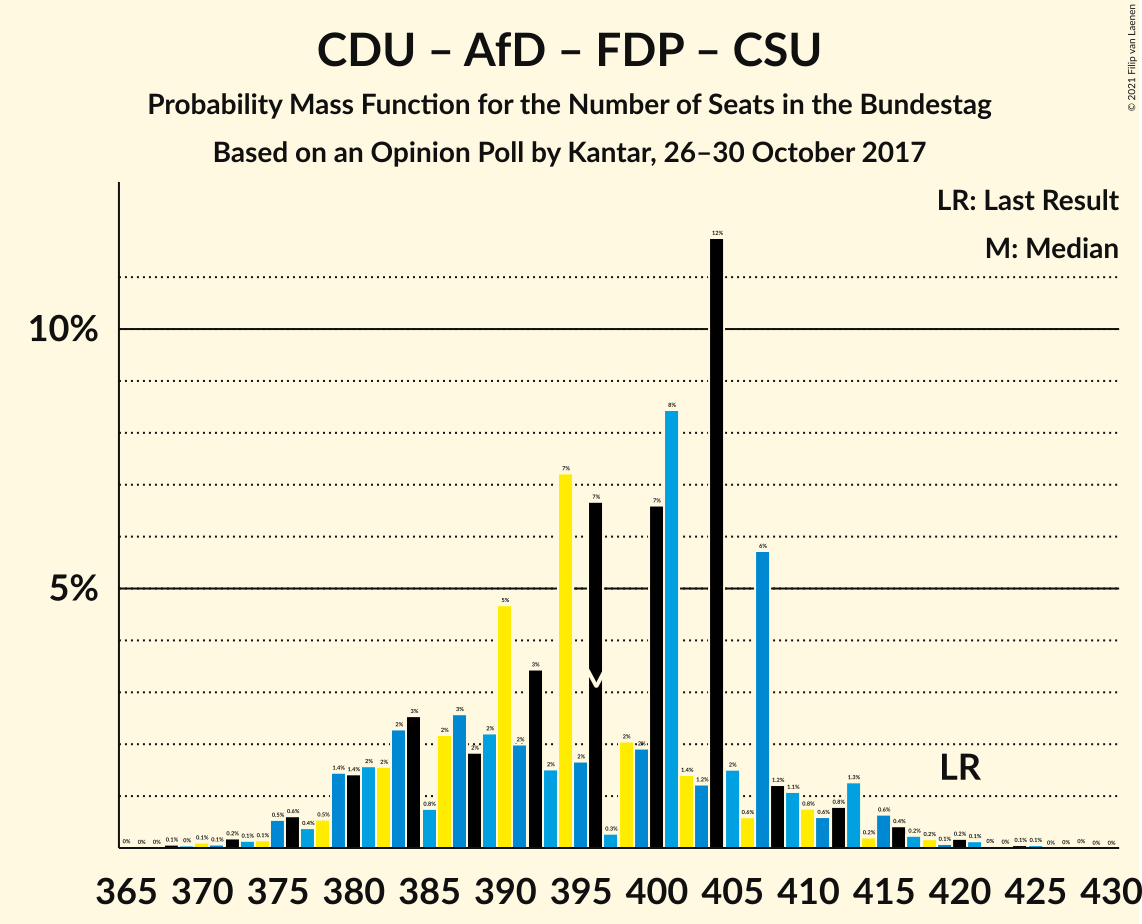 CDU – AfD – FDP – CSU
Probability Mass Function for the Number of Seats in the Bundestag
Based on an Opinion Poll by Kantar, 26–30 October 2017
© 2021 Filip van Laenen
LR: Last Result
M: Median
10%
5%
0% 0% 0% 0.1% 0% 0.1% 0.1% 0.2% 0.1% 0.1% 0.5% 0.6% 0.4% 0.5% 1.4% 1.4% 2% 2% 2% 3% 0.8% 2% 3% 2% 2% 5% 2% 3% 2% 7% 2% 7% 0.3% 2% 2% 7% 8% 1.4% 1.2% 12% 2% 0.6% 6% 1.2% 1.1% 0.8% 0.6% 0.8% 1.3% 0.2% 0.6% 0.4% 0.2% 0.2% 0.1% 0.2% 0.1% 0% 0% 0.1% 0.1% 0% 0% 0% 0% 0%
M
LR
365 370 375 380 385 390 395 400 405 410 415 420 425 430